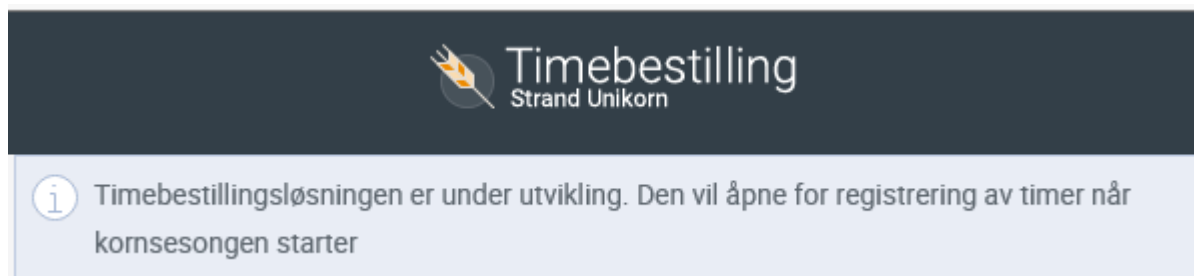 Timebestilling
Strand Unikorn
Timebestillingsløsningen er under utvikling. Den vil åpne for registrering av timer når
kornsesongen starter